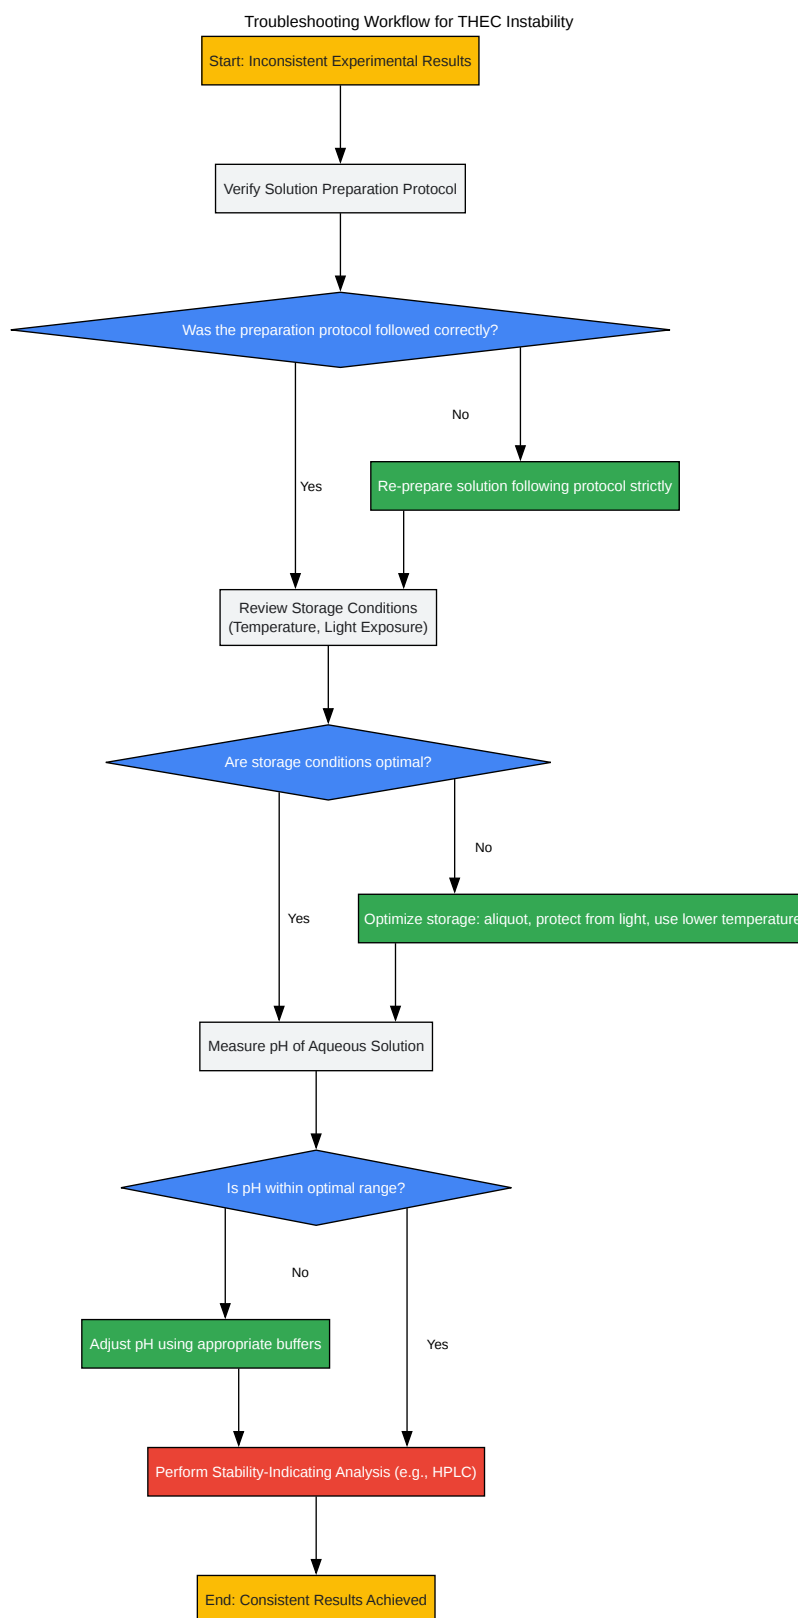 Troubleshooting Workflow for THEC Instability
Start: Inconsistent Experimental Results
Verify Solution Preparation Protocol
Was the preparation protocol followed correctly?
No
Yes
Re-prepare solution following protocol strictly
Review Storage Conditions
(Temperature, Light Exposure)
Are storage conditions optimal?
No
Yes
Optimize storage: aliquot, protect from light, use lower temperature
Measure pH of Aqueous Solution
Is pH within optimal range?
No
Adjust pH using appropriate buffers
Yes
Perform Stability-Indicating Analysis (e.g., HPLC)
End: Consistent Results Achieved